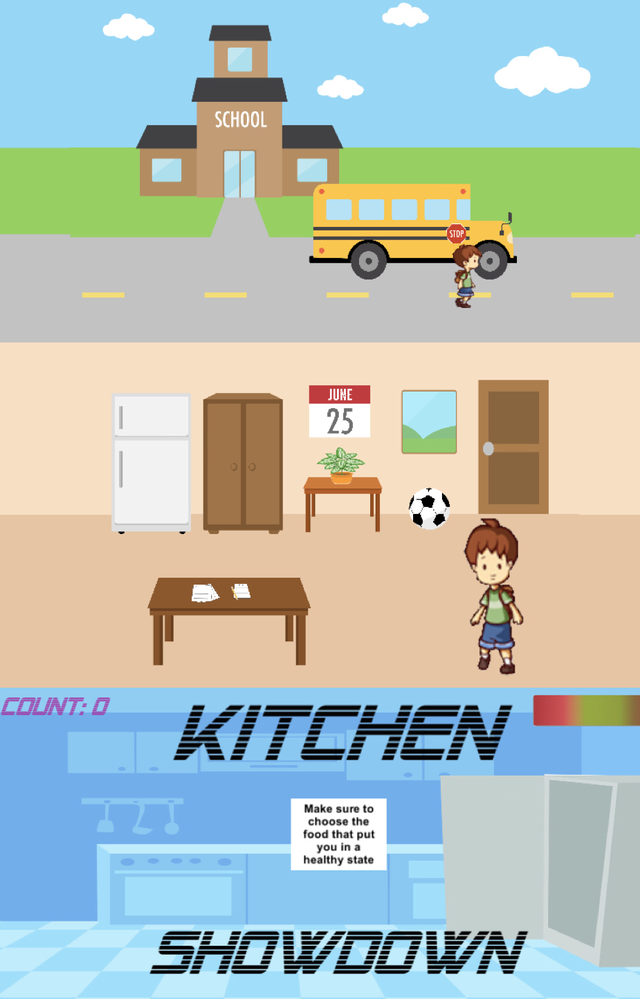 SCHOOL
STOP
JUNE
25
COUNT: 0
KITCHEN
Make sure to
choose the
food that put
you in a
healthy state
SHOWDOWN